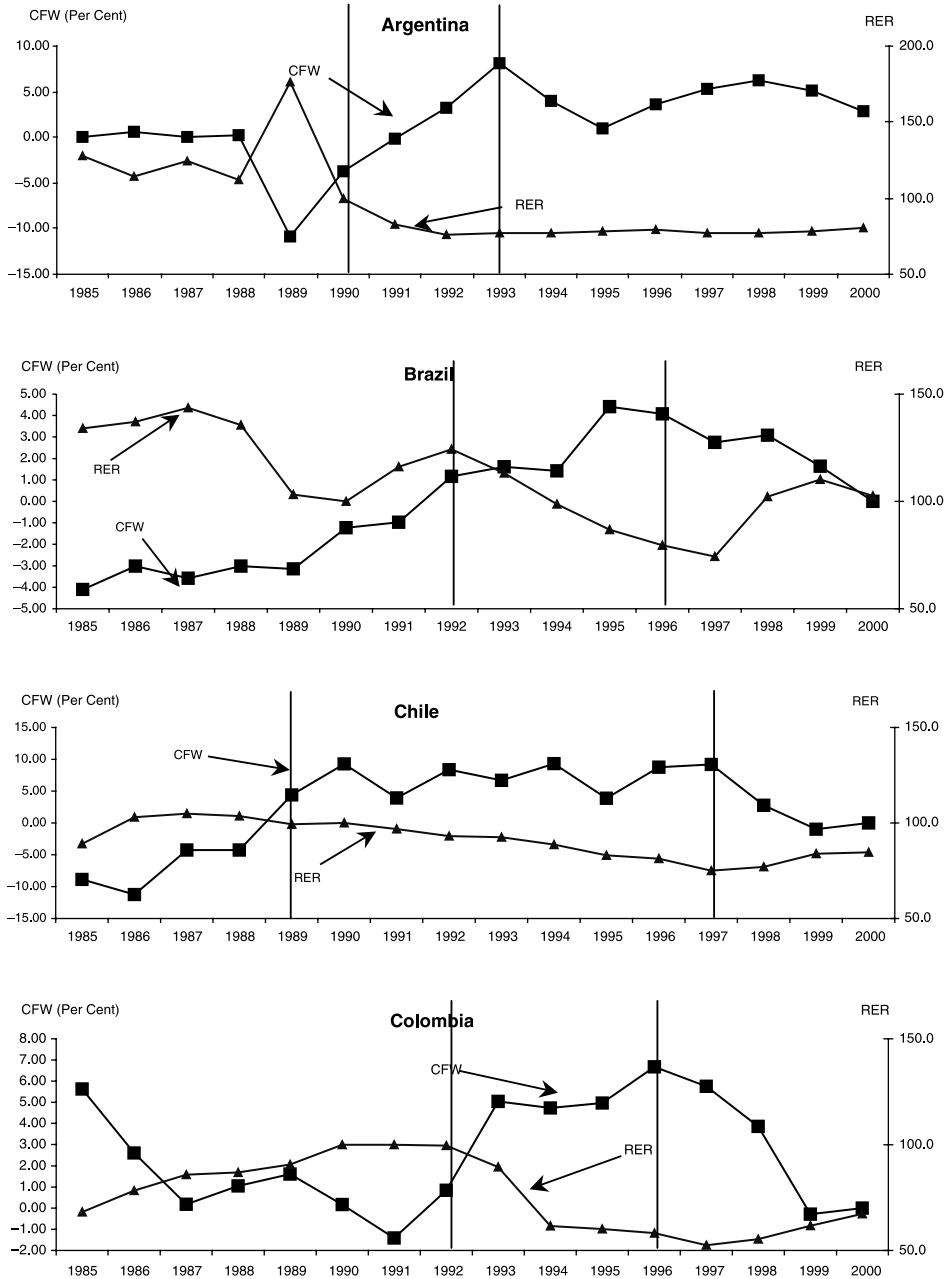 CFW (Per Cent)
Argentina
RER
10.00
5.00
0.00
–5.00
–10.00
–15.00
200.0
150.0
100.0
50.0
CFW
RER
1985 1986 1987 1988 1989 1990 1991 1992 1993 1994 1995 1996 1997 1998 1999 2000
CFW (Per Cent)
Brazil
RER
5.00
4.00
3.00
2.00
1.00
0.00
–1.00
–2.00
–3.00
–4.00
–5.00
150.0
100.0
50.0
RER
CFW
1985 1986 1987 1988 1989 1990 1991 1992 1993 1994 1995 1996 1997 1998 1999 2000
CFW (Per Cent)
Chile
RER
15.00
10.00
5.00
0.00
–5.00
–10.00
–15.00
150.0
100.0
50.0
CFW
RER
1985 1986 1987 1988 1989 1990 1991 1992 1993 1994 1995 1996 1997 1998 1999 2000
CFW (Per Cent)
Colombia
RER
8.00
7.00
6.00
5.00
4.00
3.00
2.00
1.00
0.00
–1.00
–2.00
150.0
100.0
50.0
CFW
RER
1985 1986 1987 1988 1989 1990 1991 1992 1993 1994 1995 1996 1997 1998 1999 2000